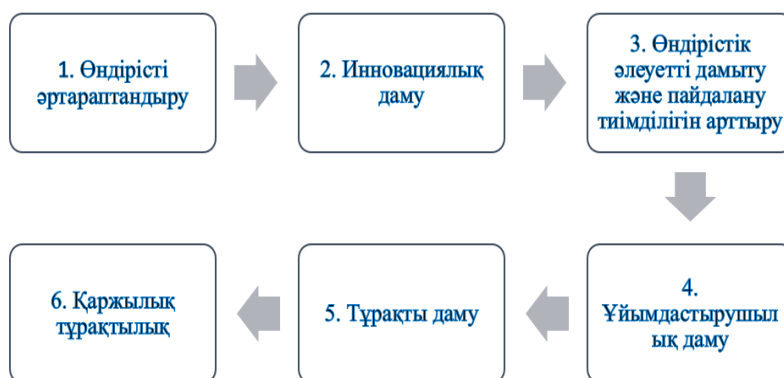 1. Өндірісті
әртараптандыру
2. Инновациялық
даму
3. Өндірістік
әлеуетті дамыту
және пайдалану
тиімділігін арттыру
4.
Ұйымдастырушыл
ық даму
5. Тұрақты даму
6. Қаржылық
тұрақтылық